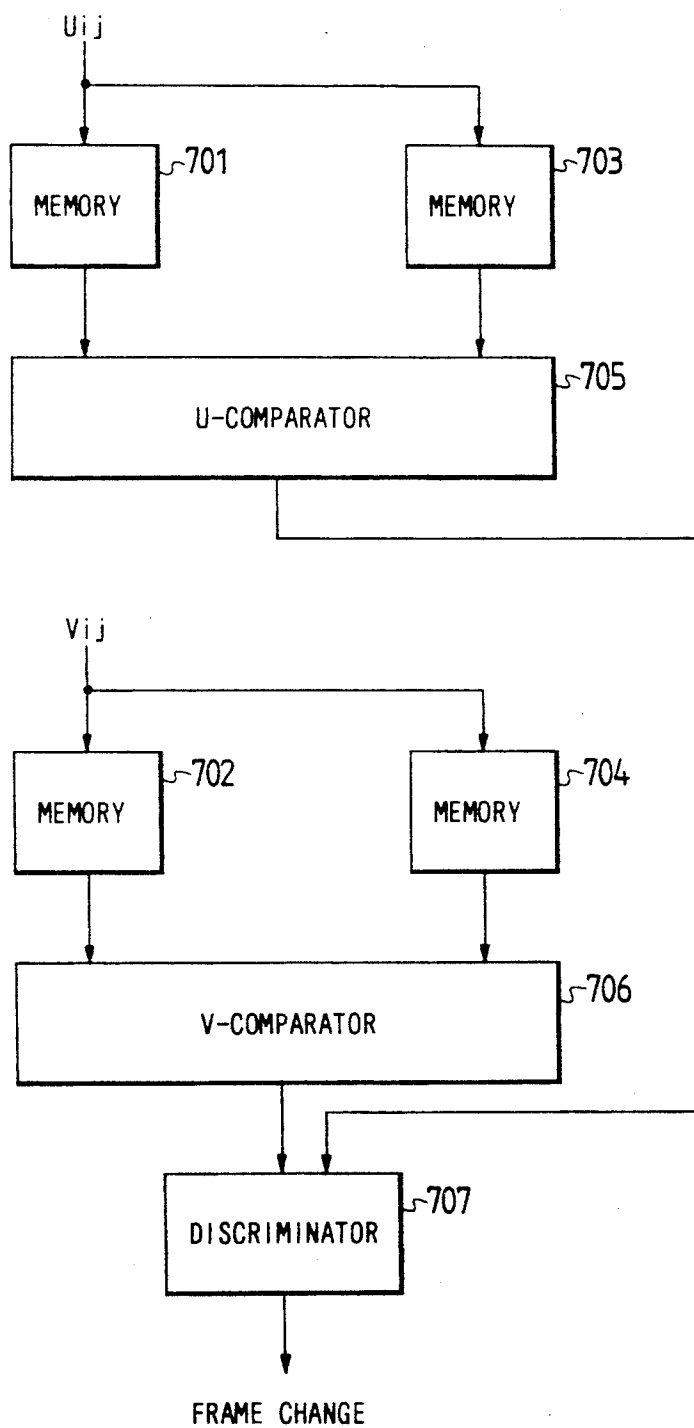 Uij
701
703
MEMORY
MEMORY
705
U-COMPARATOR
Vij
702
704
MEMORY
MEMORY
706
V-COMPARATOR
707
DISCRIMINATOR
FRAME CHANGE